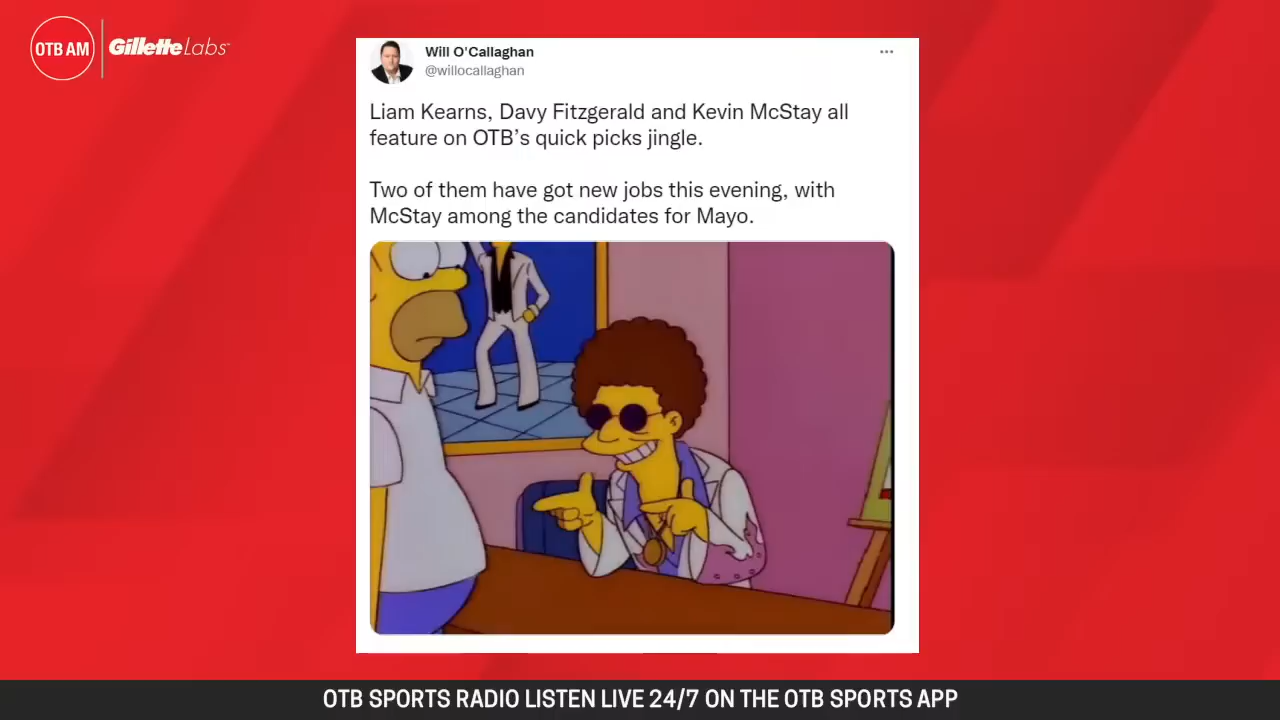 OTB AM
Gillette Labs
Will O'Callaghan
@willocallaghan
Liam Kearns, Davy Fitzgerald and Kevin McStay all
feature on OTB’s quick picks jingle.
Two of them have got new jobs this evening, with
McStay among the candidates for Mayo.
OTB SPORTS RADIO LISTEN LIVE 24/7 ON THE OTB SPORTS APP